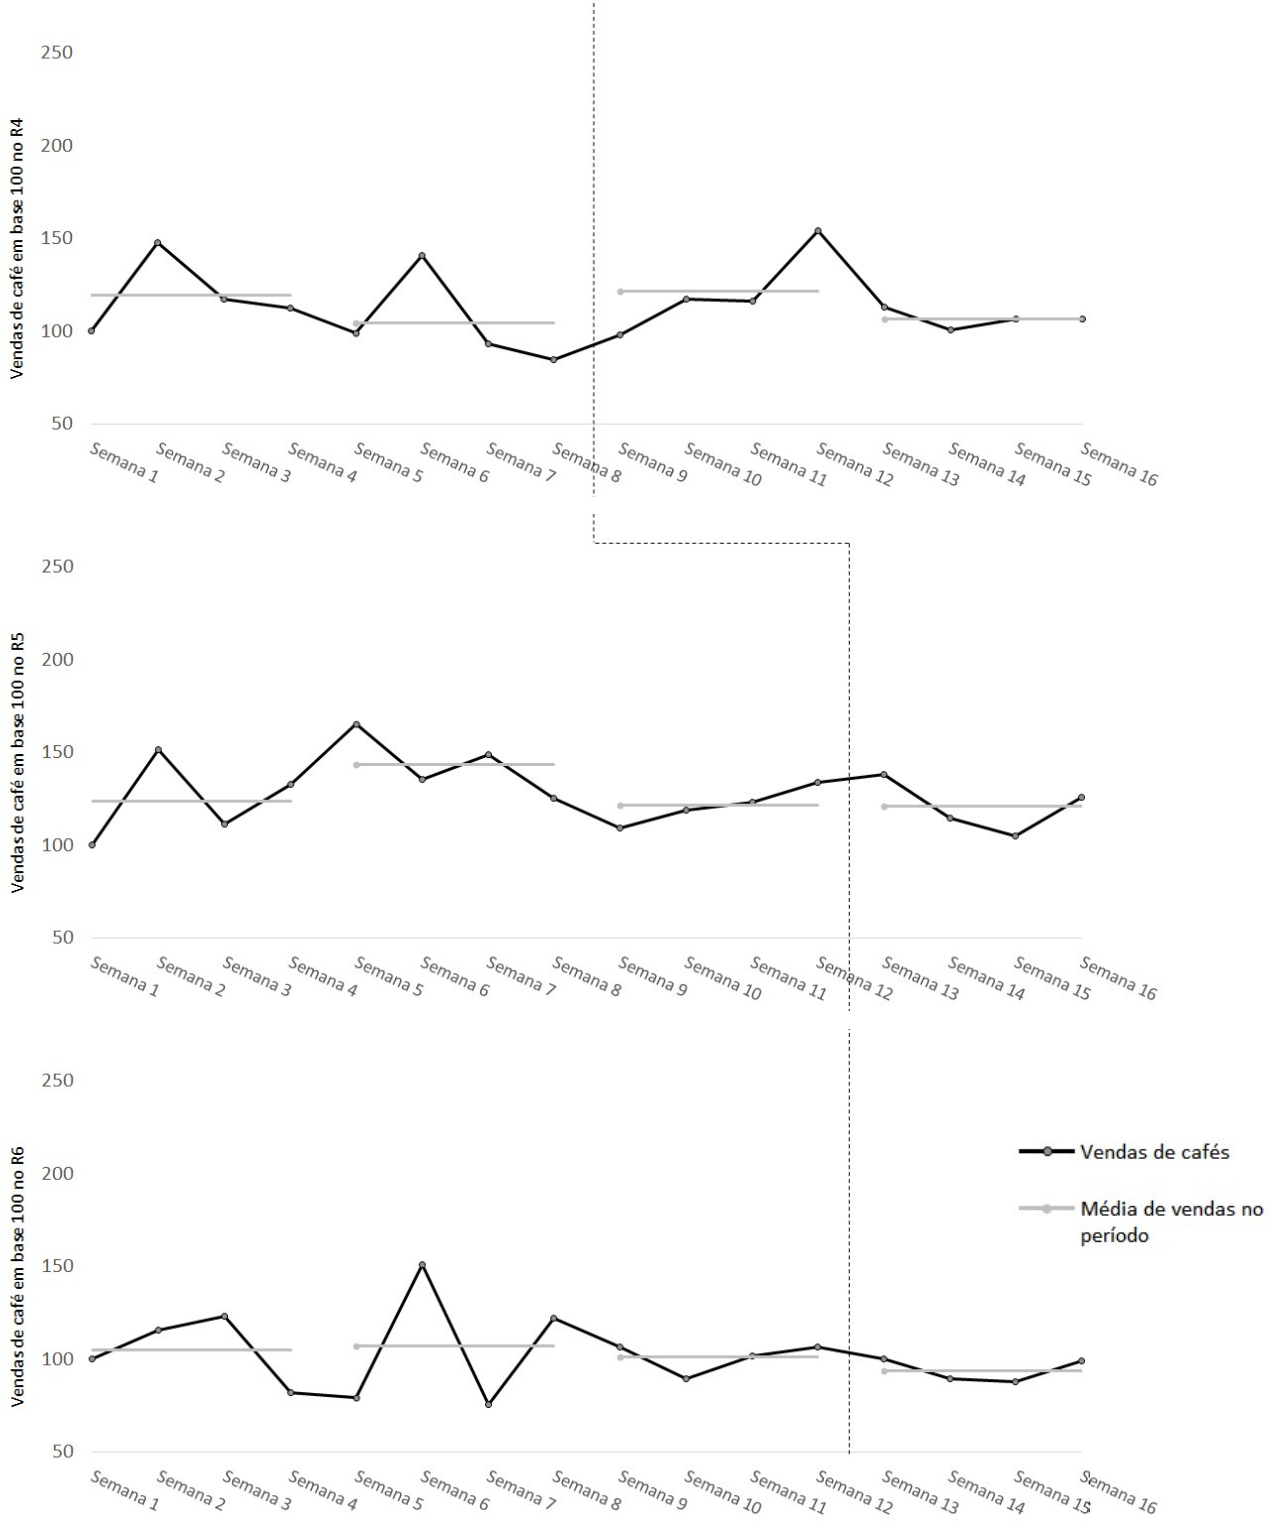 Vendas de café em base 100 no R4
250
200
150
100
50
Semana 1
Semana 2
Semana 3
Semana 4
Semana 5
Semana 6
Semana 7
Semana 8
Semana 9
Semana 10
Semana 11
Semana 12
Semana 13
Semana 14
Semana 15
Semana 16
Vendas de café em base 100 no R5
250
200
150
100
50
Semana 1
Semana 2
Semana 3
Semana 4
Semana 5
Semana 6
Semana 7
Semana 8
Semana 9
Semana 10
Semana 11
Semana 12
Semana 13
Semana 14
Semana 15
Semana 16
Vendas de café em base 100 no R6
250
200
150
100
50
Semana 1
Semana 2
Semana 3
Semana 4
Semana 5
Semana 6
Semana 7
Semana 8
Semana 9
Semana 10
Semana 11
Semana 12
Semana 13
Semana 14
Semana 15
Semana 16
Vendas de cafés
Média de vendas no
período